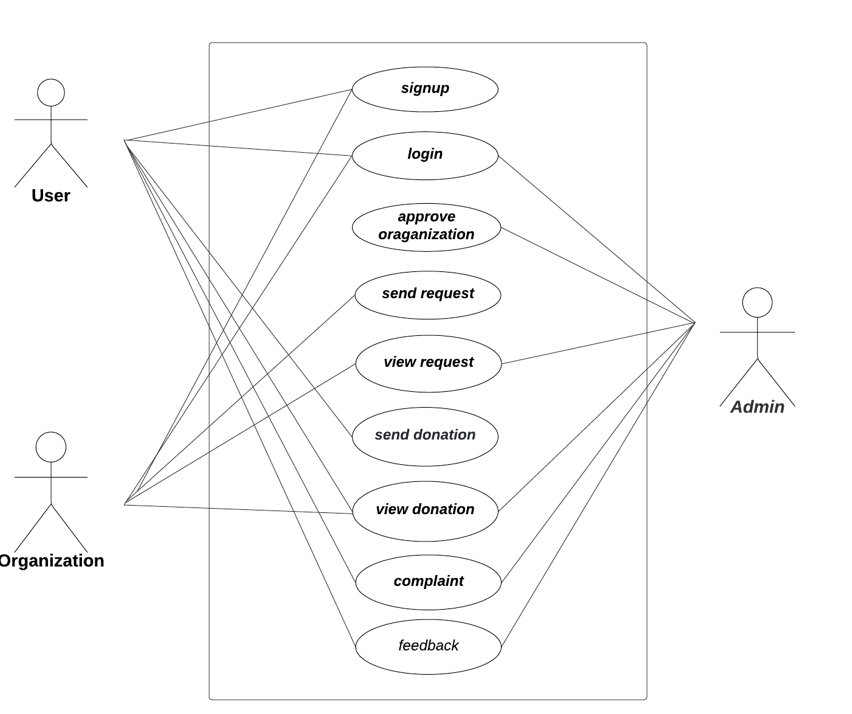 signup
login
approve
oraganization
send request
view request
send donation
view donation
complaint
feedback
User
Organization
Admin